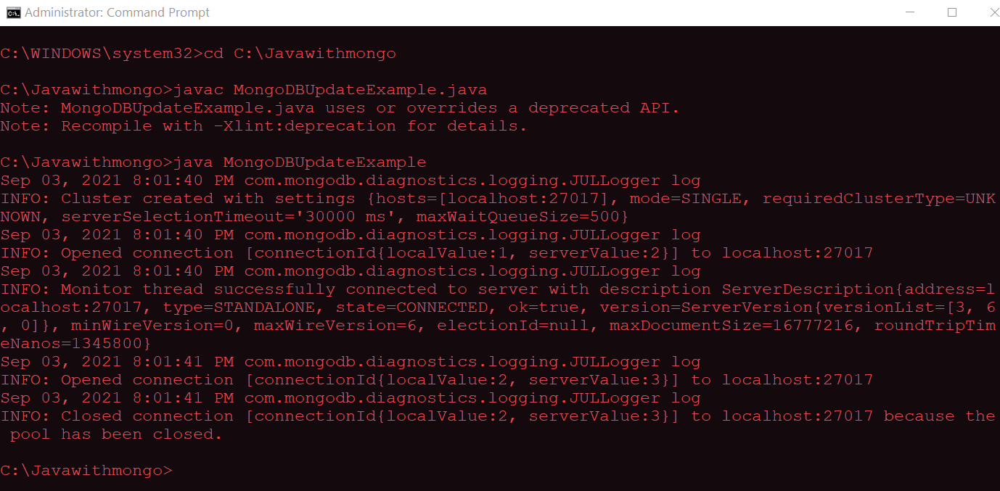 Administrator: Command Prompt
C:\WINDOWS\system32>cd C:\Javawithmongo
C:\Javawithmongo>javac MongoDBUpdateExample.java
Note: MongoDBUpdateExample.java uses or overrides a deprecated API.
Note: Recompile with -Xlint:deprecation for details.
C:\Javawithmongo>java MongoDBUpdateExample
Sep 03, 2021 8:01:40 PM com.mongodb.diagnostics.logging.JULLogger log
INFO: Cluster created with settings {hosts=[localhost:27017], mode=SINGLE, requiredClusterType=UNK
NOWN, serverSelectionTimeout='30000 ms', maxWaitQueueSize=500}
Sep 03, 2021 8:01:40 PM com.mongodb.diagnostics.logging.JULLogger log
INFO: Opened connection [connectionId{localValue:1, serverValue:2}] to localhost:27017
Sep 03, 2021 8:01:40 PM com.mongodb.diagnostics.logging.JULLogger log
INFO: Monitor thread successfully connected to server with description ServerDescription{address=l
ocalhost:27017, type=STANDALONE, state=CONNECTED, ok=true, version=ServerVersion{versionList=[3, 6
, 0]}, minWireVersion=0, maxWireVersion=6, electionId=null, maxDocumentSize=16777216, roundTripTim
eNanos=1345800}
Sep 03, 2021 8:01:41 PM com.mongodb.diagnostics.logging.JULLogger log
INFO: Opened connection [connectionId{localValue:2, serverValue:3}] to localhost:27017
Sep 03, 2021 8:01:41 PM com.mongodb.diagnostics.logging.JULLogger log
INFO: Closed connection [connectionId{localValue:2, serverValue:3}] to localhost:27017 because the
 pool has been closed.
C:\Javawithmongo>